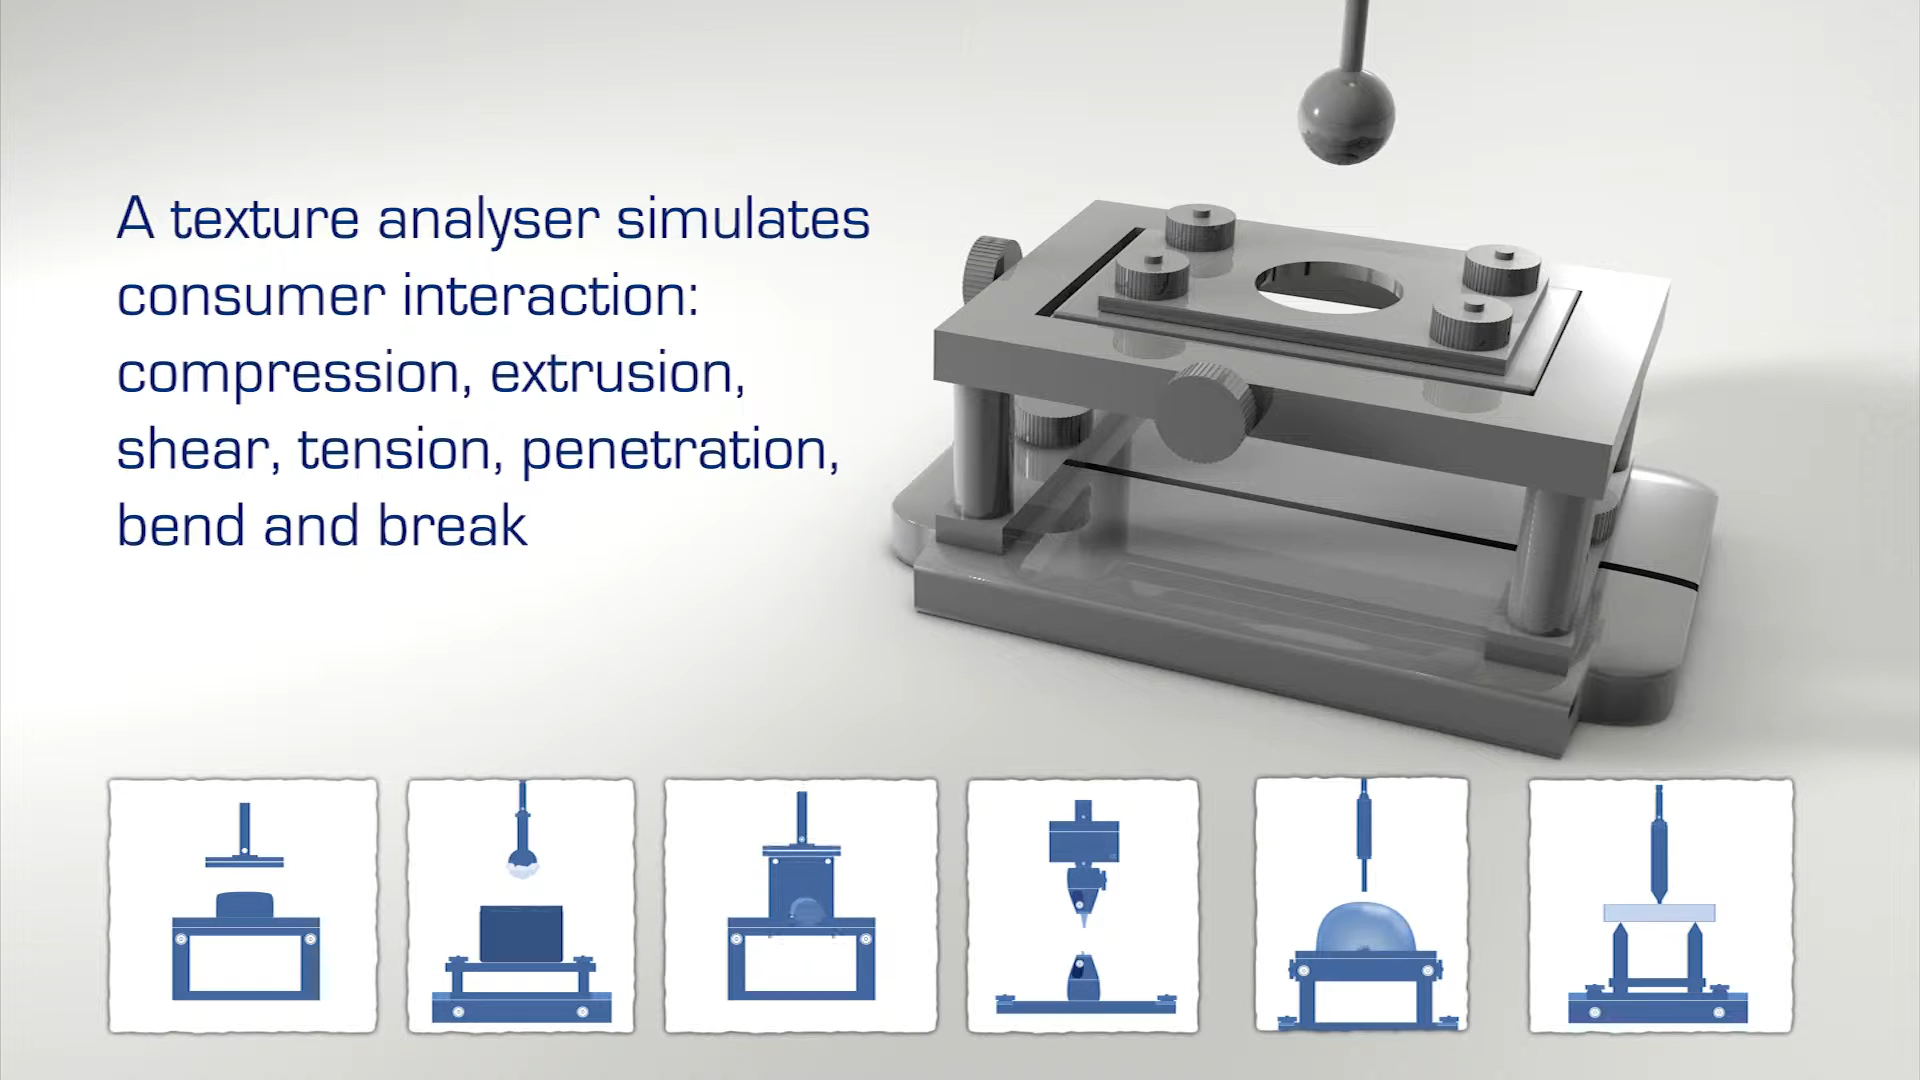 A texture analyser simulates
consumer interaction:
compression, extrusion,
shear, tension, penetration,
bend and break